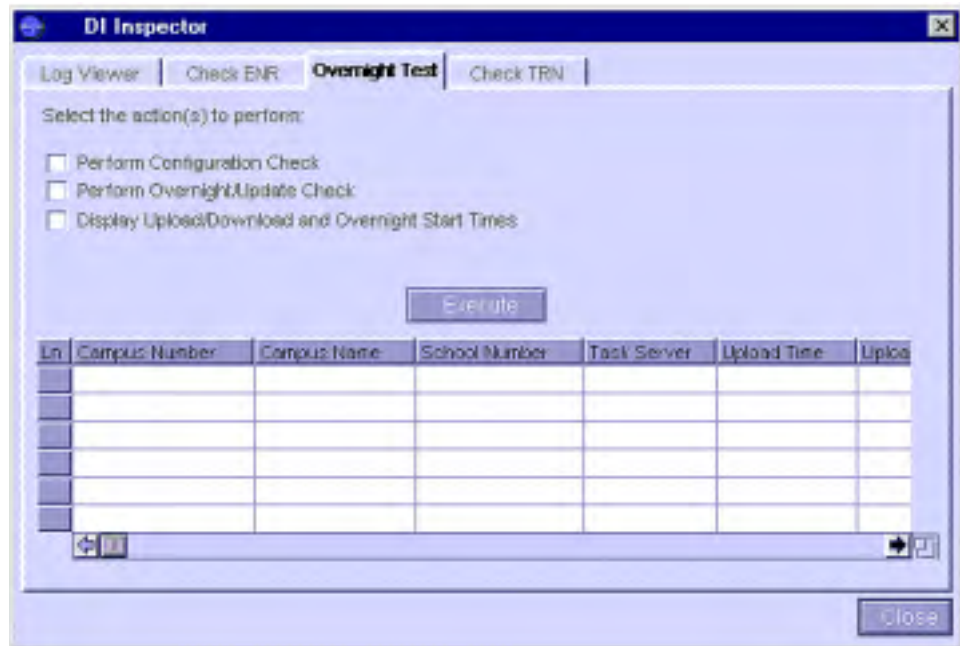 DI Inspector
Log Viewer Check ENR Overnight Test Check TRN
Select the action(s) to perform:
Perform Configuration Check
Perform Overnight/Update Check
Display Upload/Download and Overnight Start Times
Execute
Ln Campus Number Campus Name School Number Task Server Upload Time Uploa
Close